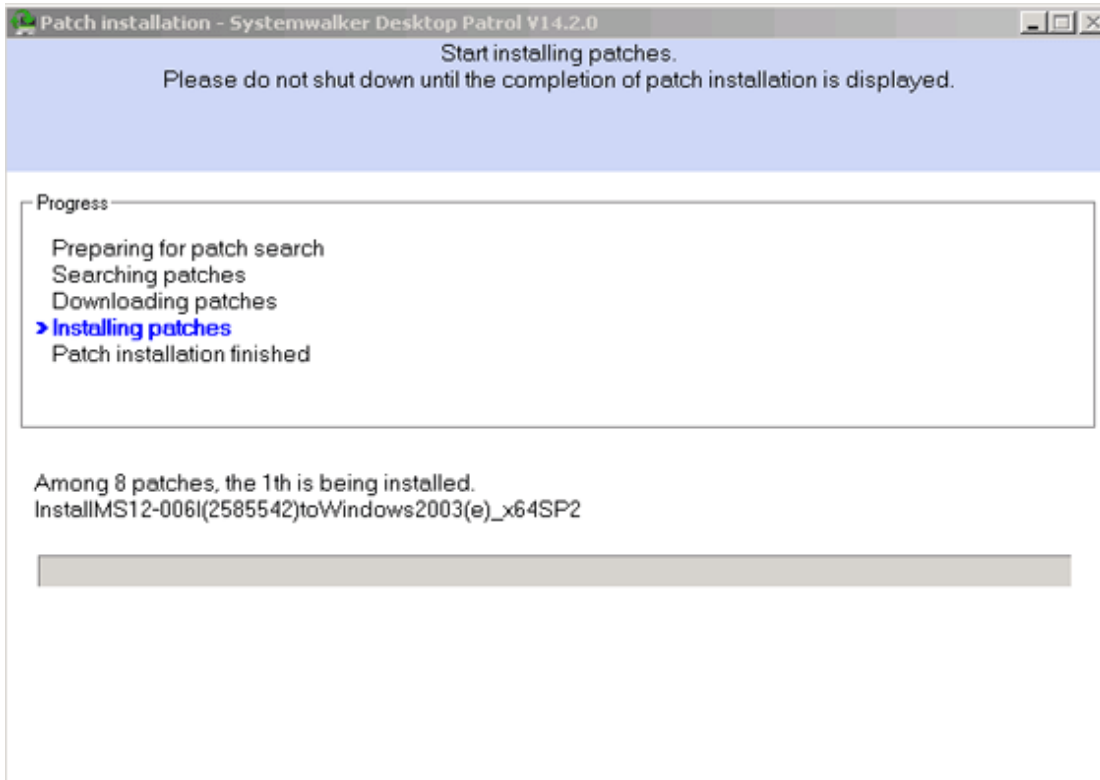 Patch installation - Systemwalker Desktop Patrol V14.2.0
Start installing patches.
Please do not shut down until the completion of patch installation is displayed.
Progress
Preparing for patch search
Searching patches
Downloading patches
> Installing patches
Patch installation finished
Among 8 patches, the 1th is being installed.
InstallMS12-006I(2585542)toWindows2003(e)_x64SP2